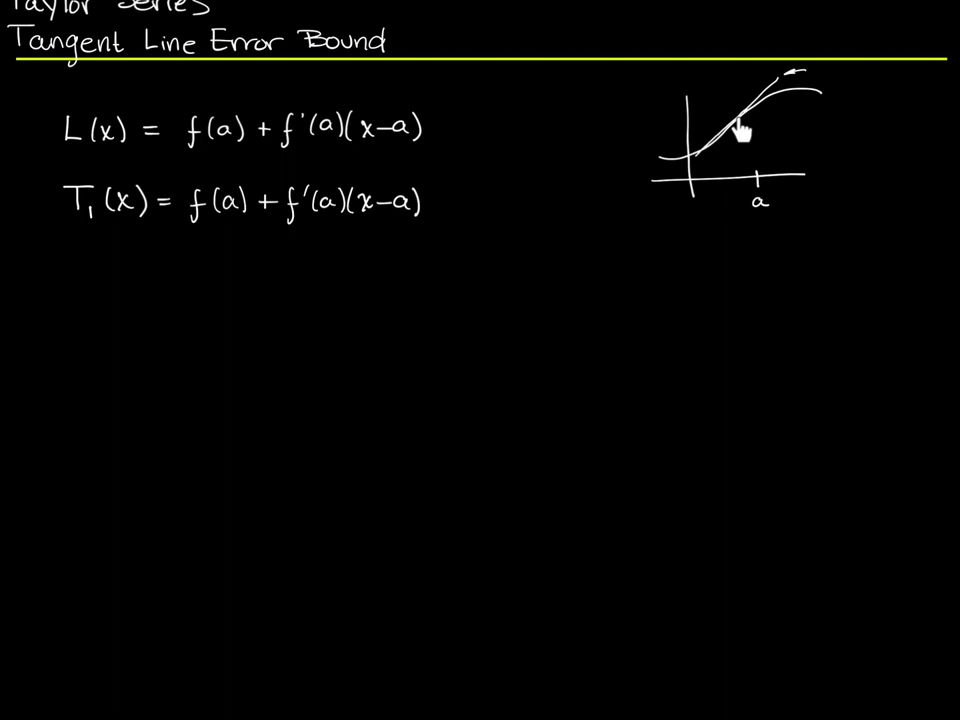 Taylor Series
Tangent Line Error Bound
L(x) = f(a) + f'(a)(x-a)
T₁(x) = f(a) + f'(a)(x-a)
a